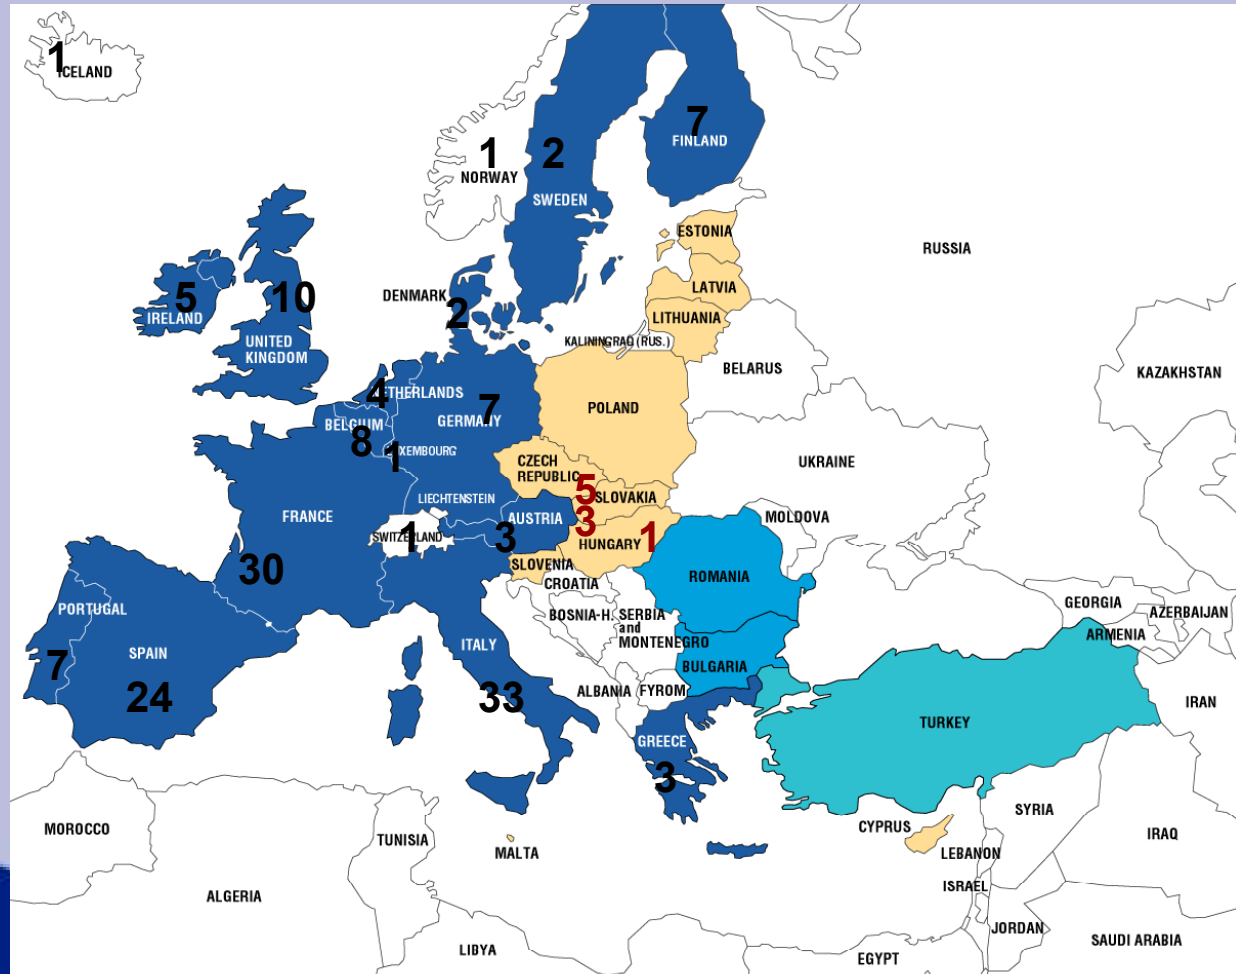 1
ICELAND
7
FINLAND
1
NORWAY
2
SWEDEN
ESTONIA
RUSSIA
LATVIA
DENMARK
2
5
IRELAND
10
LITHUANIA
UNITED
KINGDOM
KALININGRAD (RUS.)
BELARUS
KAZAKHSTAN
4
NETHERLANDS
7
GERMANY
POLAND
BELGIUM
8
1
LUXEMBOURG
CZECH
REPUBLIC
UKRAINE
5
SLOVAKIA
LIECHTENSTEIN
FRANCE
AUSTRIA
3
3
MOLDOVA
1
SWITZERLAND
HUNGARY
1
SLOVENIA
30
CROATIA
ROMANIA
PORTUGAL
GEORGIA
AZERBAIJAN
BOSNIA-H.
SERBIA
and
MONTENEGRO
ARMENIA
7
SPAIN
ITALY
BULGARIA
24
33
ALBANIA
FYROM
IRAN
TURKEY
GREECE
3
MOROCCO
TUNISIA
MALTA
CYPRUS
SYRIA
IRAQ
LEBANON
ISRAEL
ALGERIA
JORDAN
SAUDI ARABIA
LIBYA
EGYPT